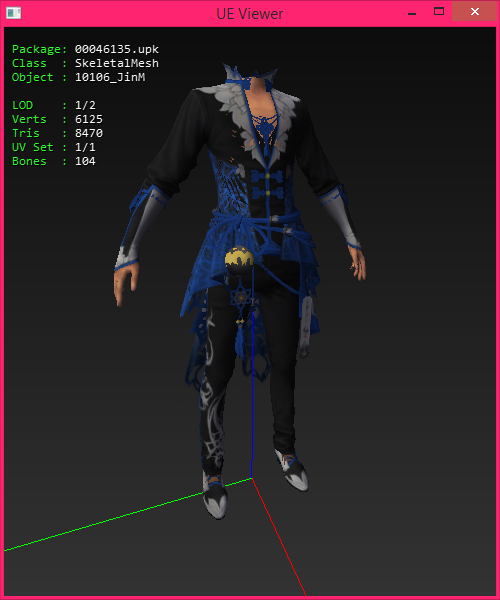 UE Viewer
Package: 00046135.upk
Class : SkeletalMesh
Object : 10106_JinM
LOD : 1/2
Verts : 6125
Tris : 8470
UV Set : 1/1
Bones : 104